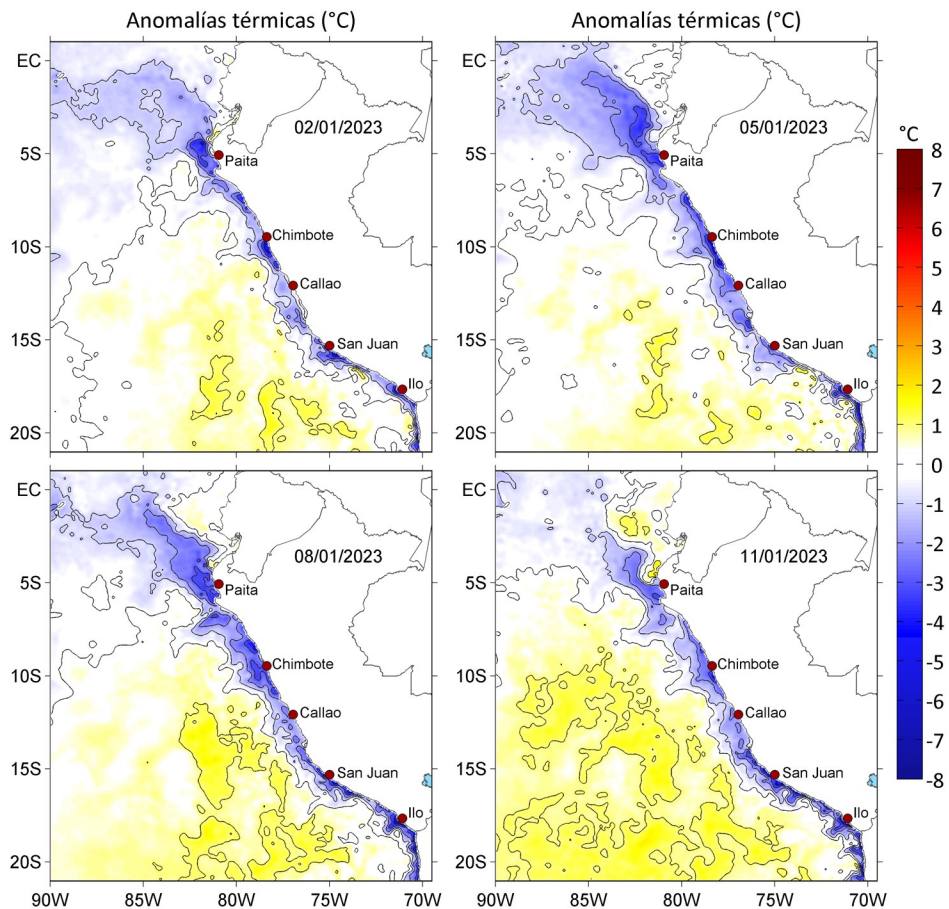 Anomalías térmicas (°C)
Anomalías térmicas (°C)
EC
02/01/2023
5S
Paita
10S
Chimbote
Callao
15S
San Juan
Ilo
20S
EC
05/01/2023
5S
Paita
10S
Chimbote
Callao
15S
San Juan
Ilo
20S
°C
8
7
6
5
4
3
2
1
0
-1
-2
-3
-4
-5
-6
-7
-8
EC
08/01/2023
5S
Paita
10S
Chimbote
Callao
15S
San Juan
Ilo
20S
90W 85W 80W 75W 70W
EC
11/01/2023
5S
Paita
10S
Chimbote
Callao
15S
San Juan
Ilo
20S
90W 85W 80W 75W 70W